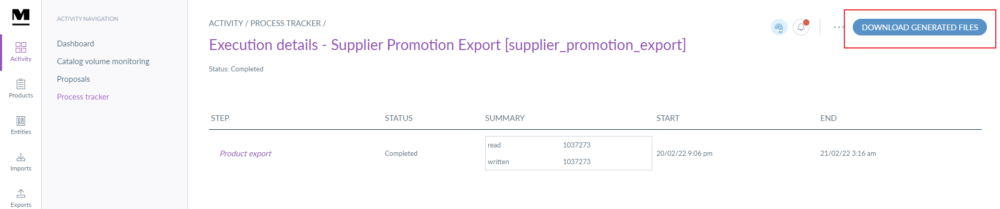 M
Activity
Products
Entities
Imports
Exports
ACTIVITY NAVIGATION
Dashboard
Catalog volume monitoring
Proposals
Process tracker
ACTIVITY / PROCESS TRACKER /
DOWNLOAD GENERATED FILES
Execution details - Supplier Promotion Export [supplier_promotion_export]
Status: Completed
STEP STATUS SUMMARY START END
Product export Completed read 1037273 20/02/22 9:06 pm 21/02/22 3:16 am
written 1037273